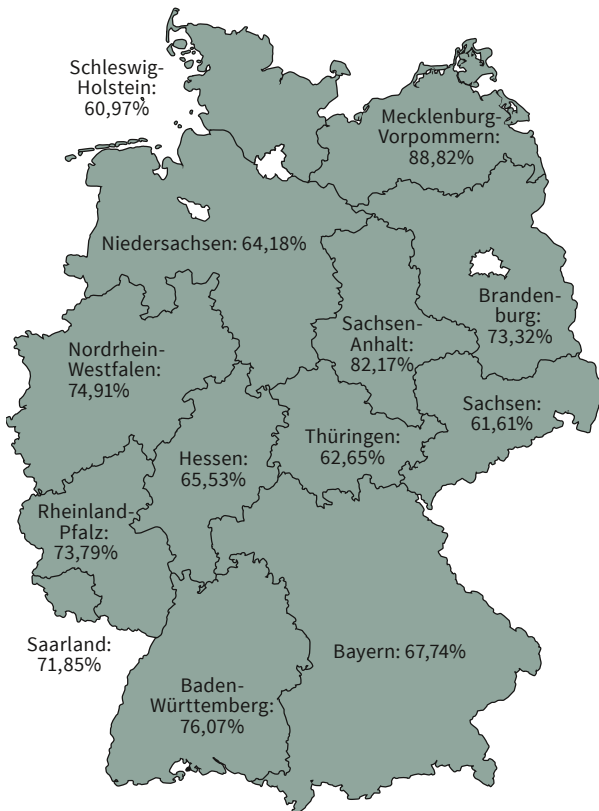 Schleswig-
Holstein:
60,97%
Mecklenburg-
Vorpommern:
88,82%
Niedersachsen: 64,18%
Branden-
burg:
73,32%
Sachsen-
Anhalt:
82,17%
Nordrhein-
Westfalen:
74,91%
Sachsen:
61,61%
Thüringen:
62,65%
Hessen:
65,53%
Rheinland-
Pfalz:
73,79%
Saarland:
71,85%
Bayern: 67,74%
Baden-
Württemberg:
76,07%